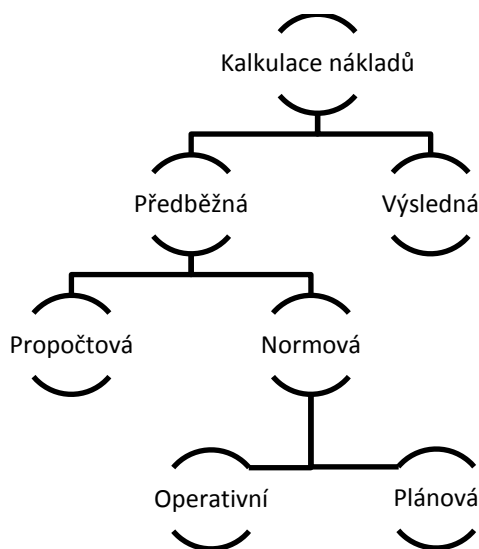 Kalkulace nákladů
Předběžná
Výsledná
Propočtová
Normová
Operativní
Plánová